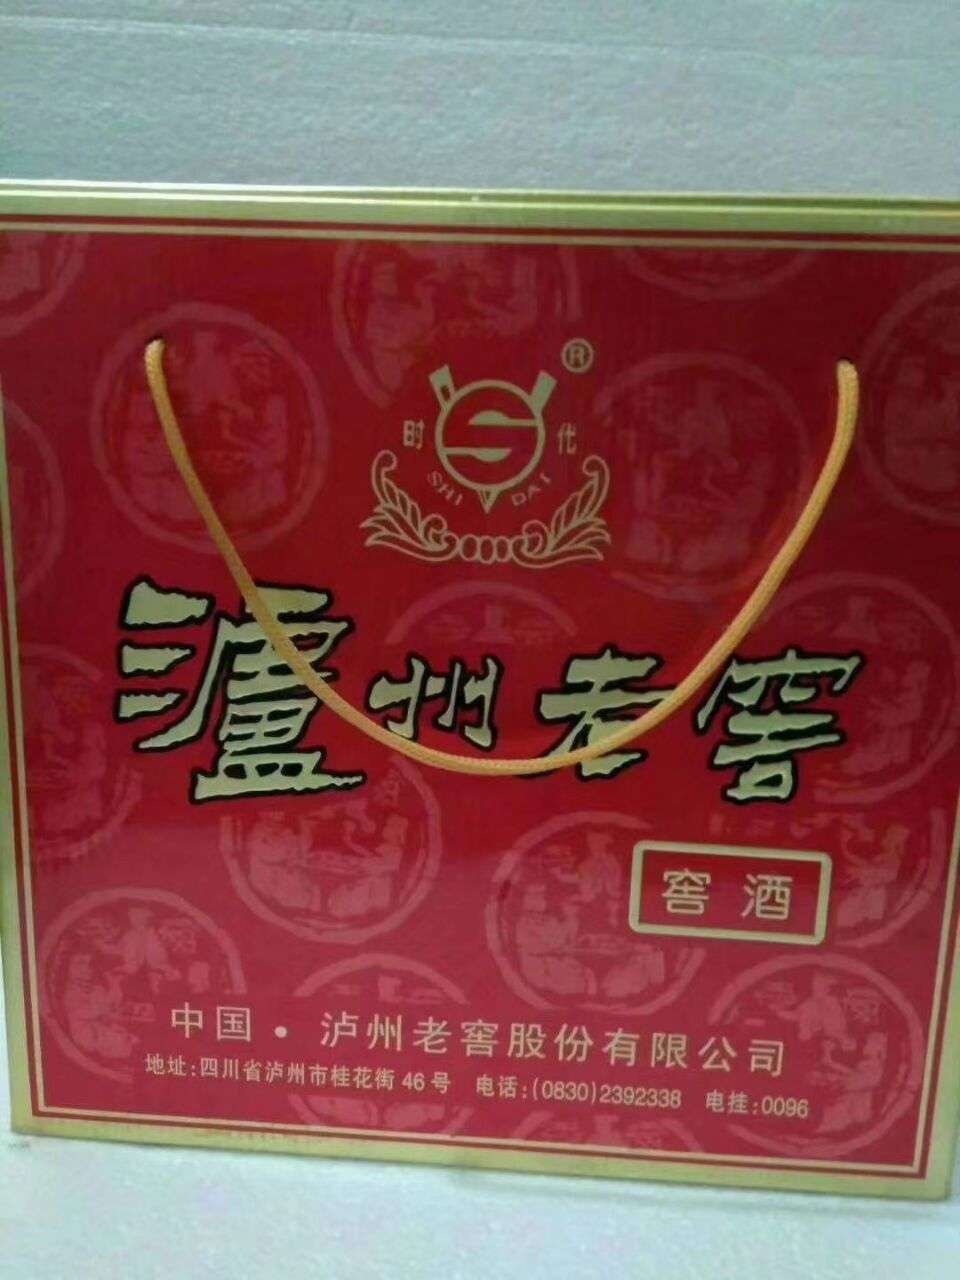 ®
时 代
SHI DAI
瀘州老窖
窖酒
中国·泸州老窖股份有限公司
地址:四川省泸州市桂花街46号 电话:(0830)2392338 电挂:0096